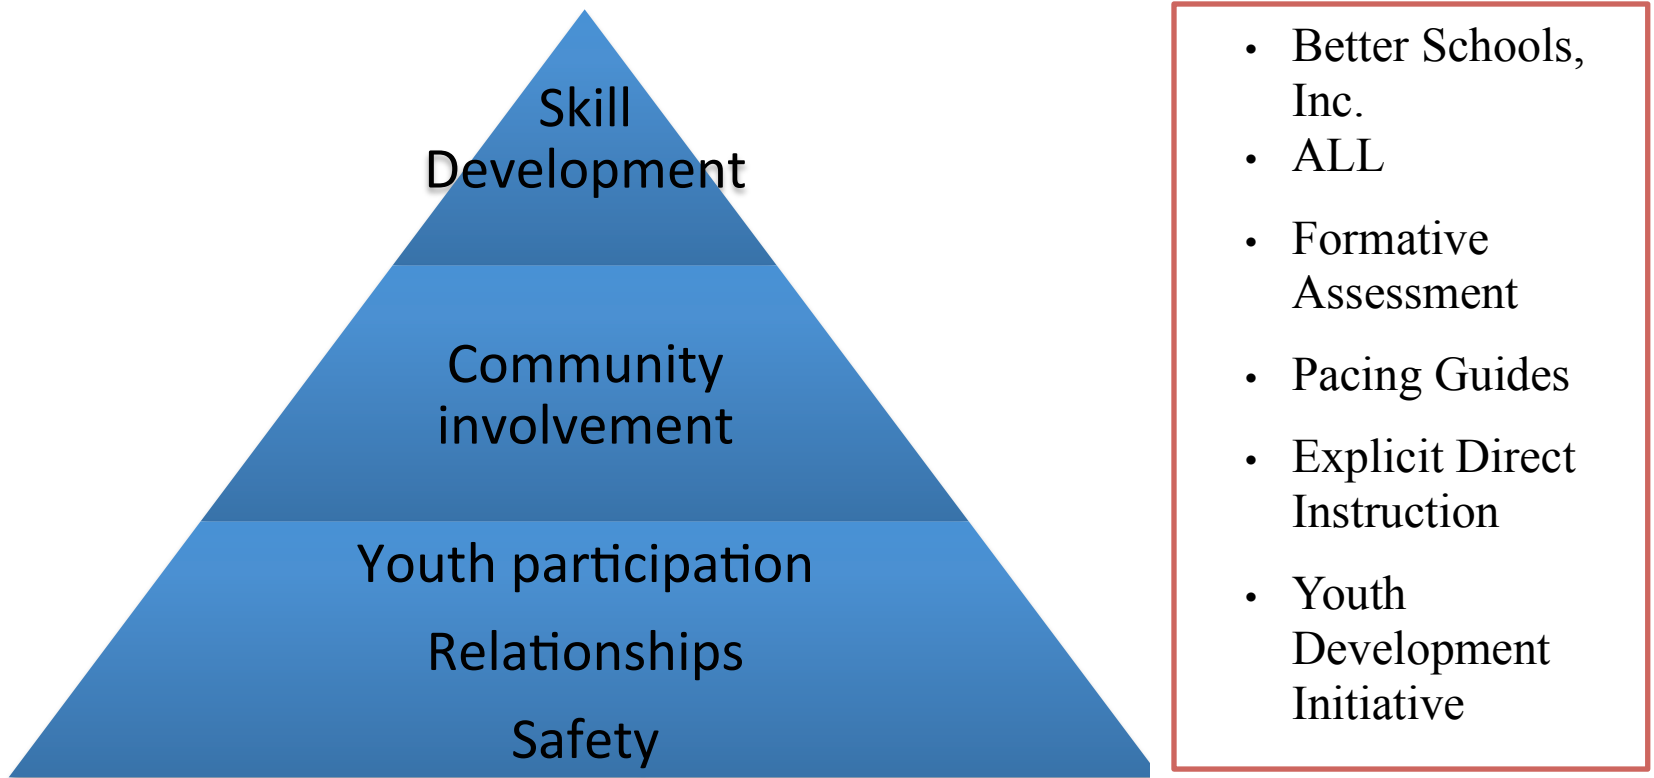 Skill
Development
Community
involvement
Youth participation
Relationships
Safety
• Better Schools,
Inc.
• ALL
• Formative
Assessment
• Pacing Guides
• Explicit Direct
Instruction
• Youth
Development
Initiative